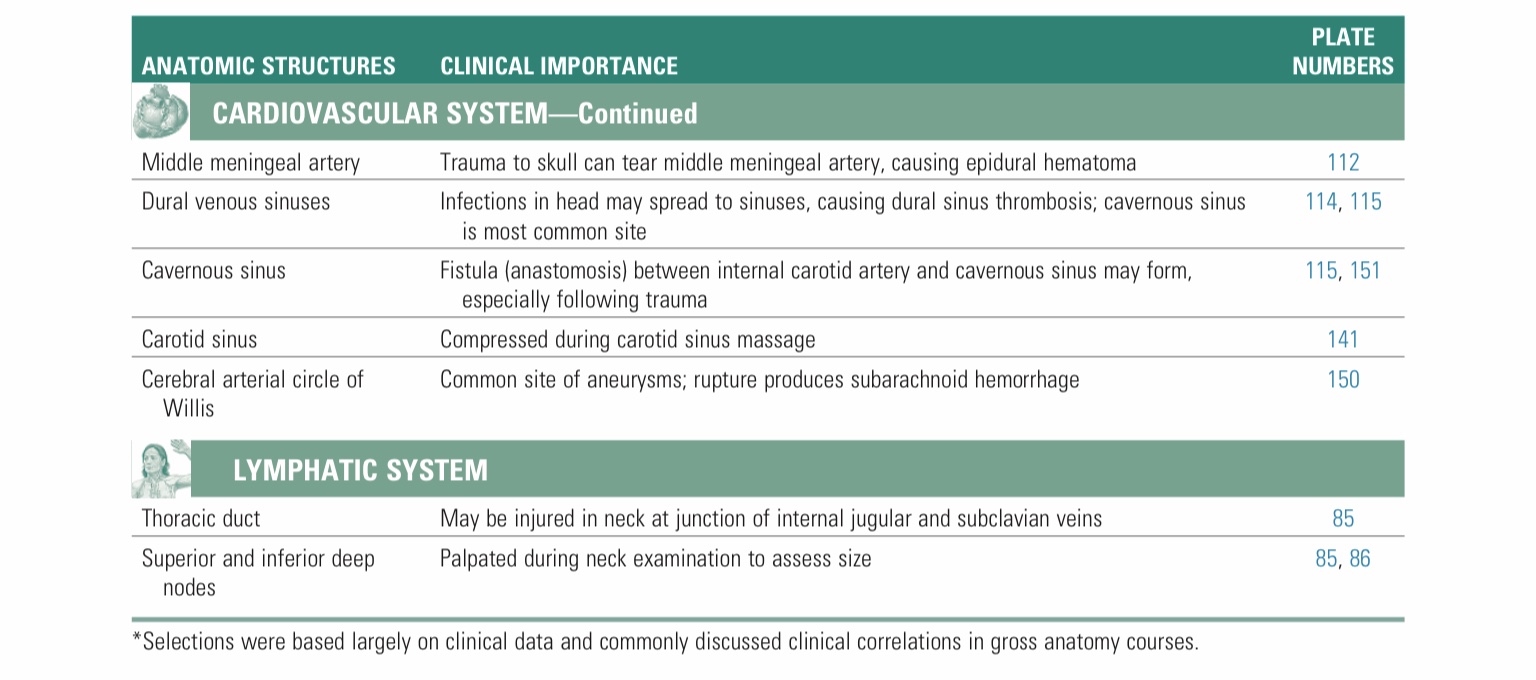 ANATOMIC STRUCTURES CLINICAL IMPORTANCE PLATE NUMBERS
CARDIOVASCULAR SYSTEM—Continued
Middle meningeal artery Trauma to skull can tear middle meningeal artery, causing epidural hematoma 112
Dural venous sinuses Infections in head may spread to sinuses, causing dural sinus thrombosis; cavernous sinus 114, 115
is most common site
Cavernous sinus Fistula (anastomosis) between internal carotid artery and cavernous sinus may form, 115, 151
especially following trauma
Carotid sinus Compressed during carotid sinus massage 141
Cerebral arterial circle of Common site of aneurysms; rupture produces subarachnoid hemorrhage 150
Willis
LYMPHATIC SYSTEM
Thoracic duct May be injured in neck at junction of internal jugular and subclavian veins 85
Superior and inferior deep Palpated during neck examination to assess size 85, 86
nodes
*Selections were based largely on clinical data and commonly discussed clinical correlations in gross anatomy courses.